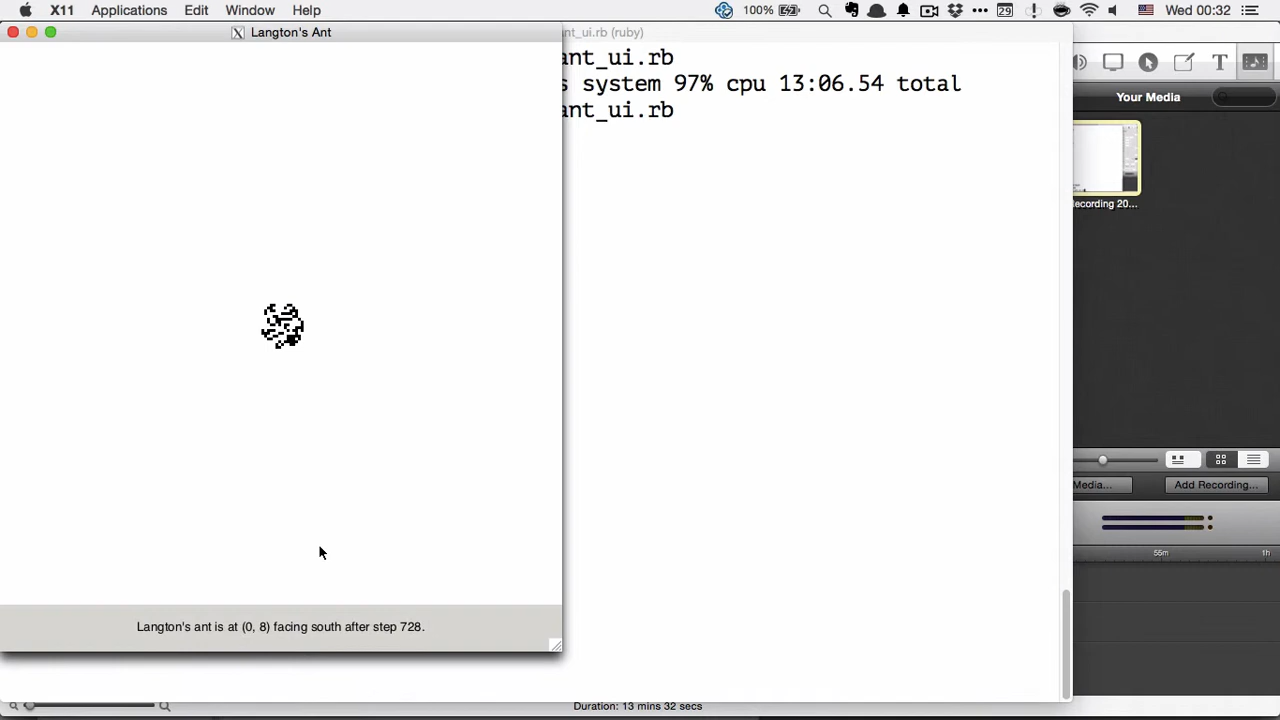 X11 Applications Edit Window Help 100% 29 Wed 00:32
Langton's Ant
ant_ui.rb (ruby)
ant_ui.rb
s system 97% cpu 13:06.54 total
ant_ui.rb
T
Your Media
ecording 20...
Media...
Add Recording...
55m 1h
Langton's ant is at (0, 8) facing south after step 728.
Duration: 13 mins 32 secs